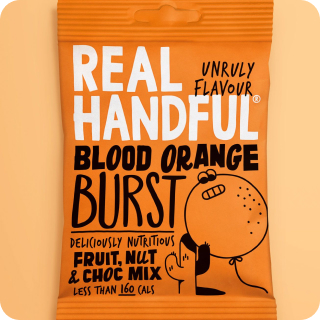 REAL
HANDFUL®
UNRULY
FLAVOUR
BLOOD ORANGE
BURST
DELICIOUSLY NUTRITIOUS
FRUIT, NUT
& CHOC MIX
LESS THAN 160 CALS